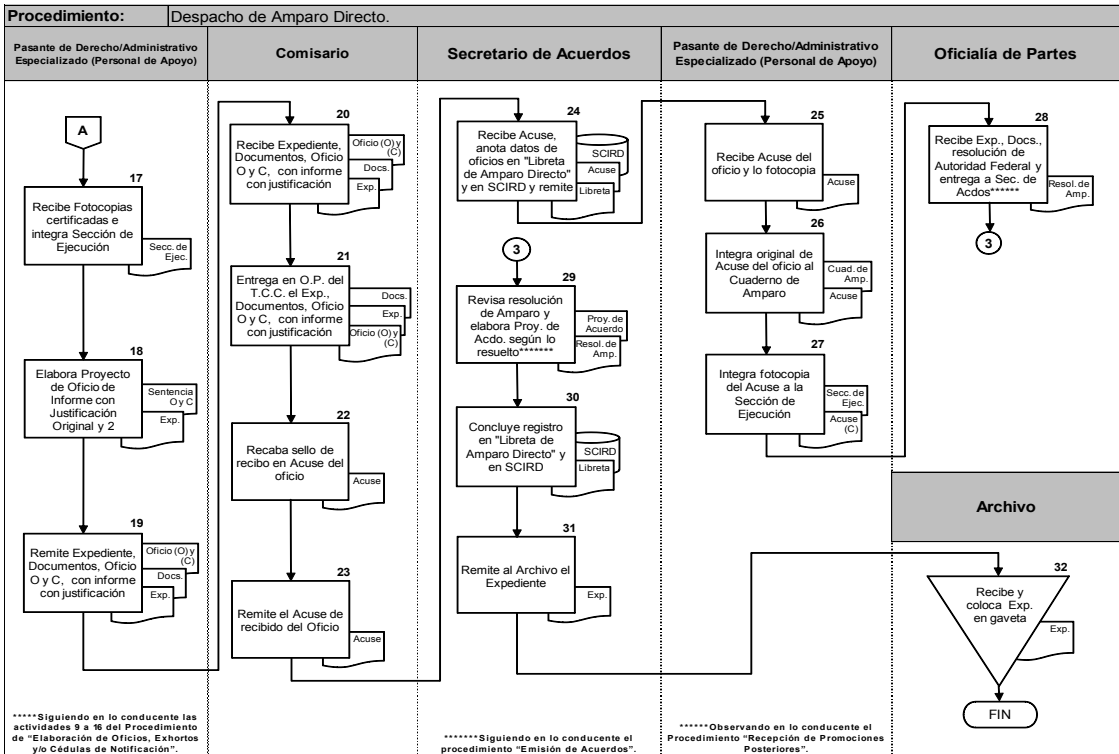 Procedimiento: Despacho de Amparo Directo.
Pasante de Derecho/Administrativo
Especializado (Personal de Apoyo)
Comisario
Secretario de Acuerdos
Pasante de Derecho/Administrativo
Especializado (Personal de Apoyo)
Oficialía de Partes
A
17
Recibe Fotocopias
certificadas e
integra Sección de
Ejecución
Secc. de
Ejec.
18
Elabora Proyecto
de Oficio de
Informe con
Justificación
Original y 2
Sentencia
O y C
Exp.
19
Remite Expediente,
Documentos, Oficio
O y C, con informe
con justificación
Oficio (O) y
(C)
Docs.
Exp.
*****Siguiendo en lo conducente las
actividades 9 a 16 del Procedimiento
de “Elaboración de Oficios, Exhortos
y/o Cédulas de Notificación”.
20
Recibe Expediente,
Documentos, Oficio
O y C, con informe
con justificación
Oficio (O) y
(C)
Docs.
Exp.
21
Entrega en O.P. del
T.C.C. el Exp.,
Documentos, Oficio
O y C, con informe
con justificación
Docs.
Exp.
Oficio (O) y
(C)
22
Recaba sello de
recibo en Acuse del
oficio
Acuse
23
Remite el Acuse de
recibido del Oficio
Acuse
24
Recibe Acuse,
anota datos de
oficios en "Libreta
de Amparo Directo"
y en SCIRD y remite
SCIRD
Acuse
Libreta
3
29
Revisa resolución
de Amparo y
elabora Proy. de
Acdo. según lo
resuelto*******
Proy. de
Acuerdo
Resol. de
Amp.
30
Concluye registro
en "Libreta de
Amparo Directo" y
en SCIRD
SCIRD
Libreta
31
Remite al Archivo el
Expediente
Exp.
*******Siguiendo en lo conducente el
procedimiento “Emisión de Acuerdos”.
25
Recibe Acuse del
oficio y lo fotocopia
Acuse
26
Integra original de
Acuse del oficio al
Cuaderno de
Amparo
Cuad. de
Amp.
Acuse
27
Integra fotocopia
del Acuse a la
Sección de
Ejecución
Secc. de
Ejec.
Acuse
(C)
******Observando en lo conducente el
Procedimiento “Recepción de Promociones
Posteriores”.
28
Recibe Exp., Docs.,
resolución de
Autoridad Federal y
entrega a Sec. de
Acdos******
Resol. de
Amp.
3
Archivo
32
Recibe y
coloca Exp.
en gaveta
Exp.
FIN